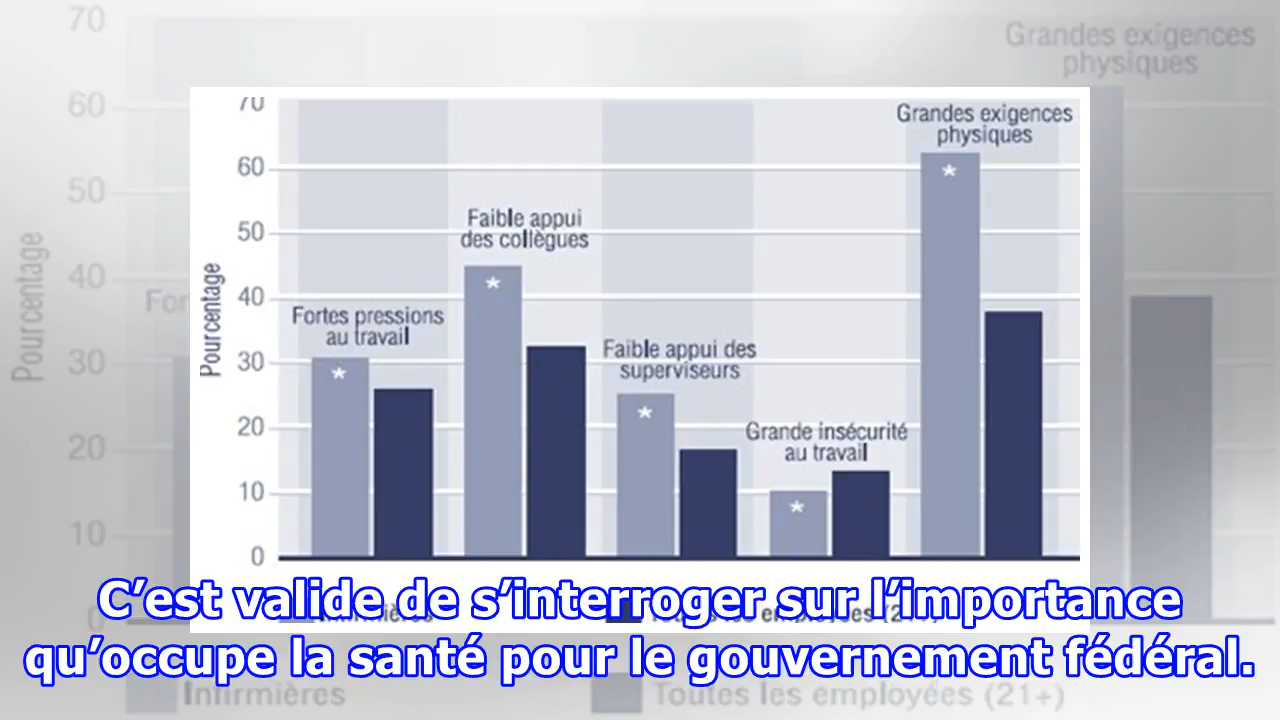 70
60
50
40
30
20
10
0
Pourcentage
Fortes pressions
au travail
*
Faible appui
des collègues
*
Faible appui des
superviseurs
*
Grande insécurité
au travail
*
Grandes exigences
physiques
*
C’est valide de s’interroger sur l’importance
qu’occupe la santé pour le gouvernement fédéral.
70
60
50
40
30
20
10
Pourcentage
For
Grandes exigences
physiques
Infirmières
Toutes les employées (21+)